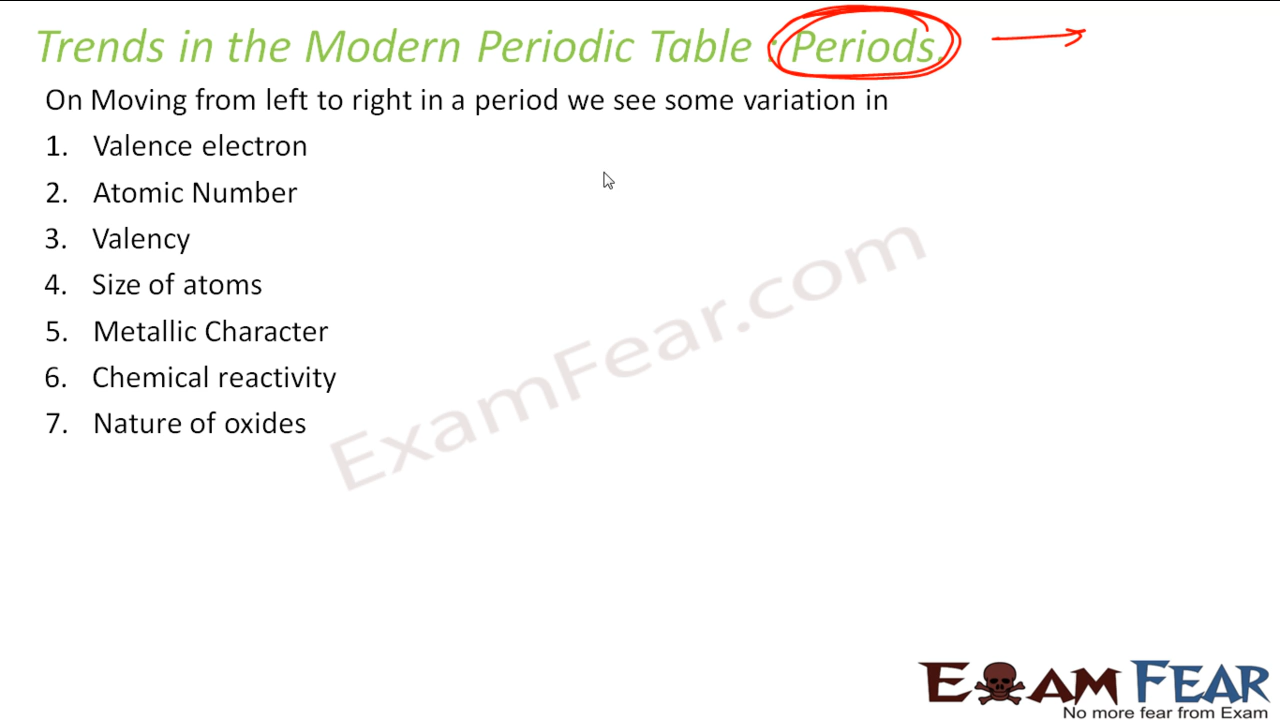 Trends in the Modern Periodic Table : Periods.
On Moving from left to right in a period we see some variation in
1. Valence electron
2. Atomic Number
3. Valency
4. Size of atoms
5. Metallic Character
6. Chemical reactivity
7. Nature of oxides
ExamFear.com
EXAM FEAR
No more fear from Exam